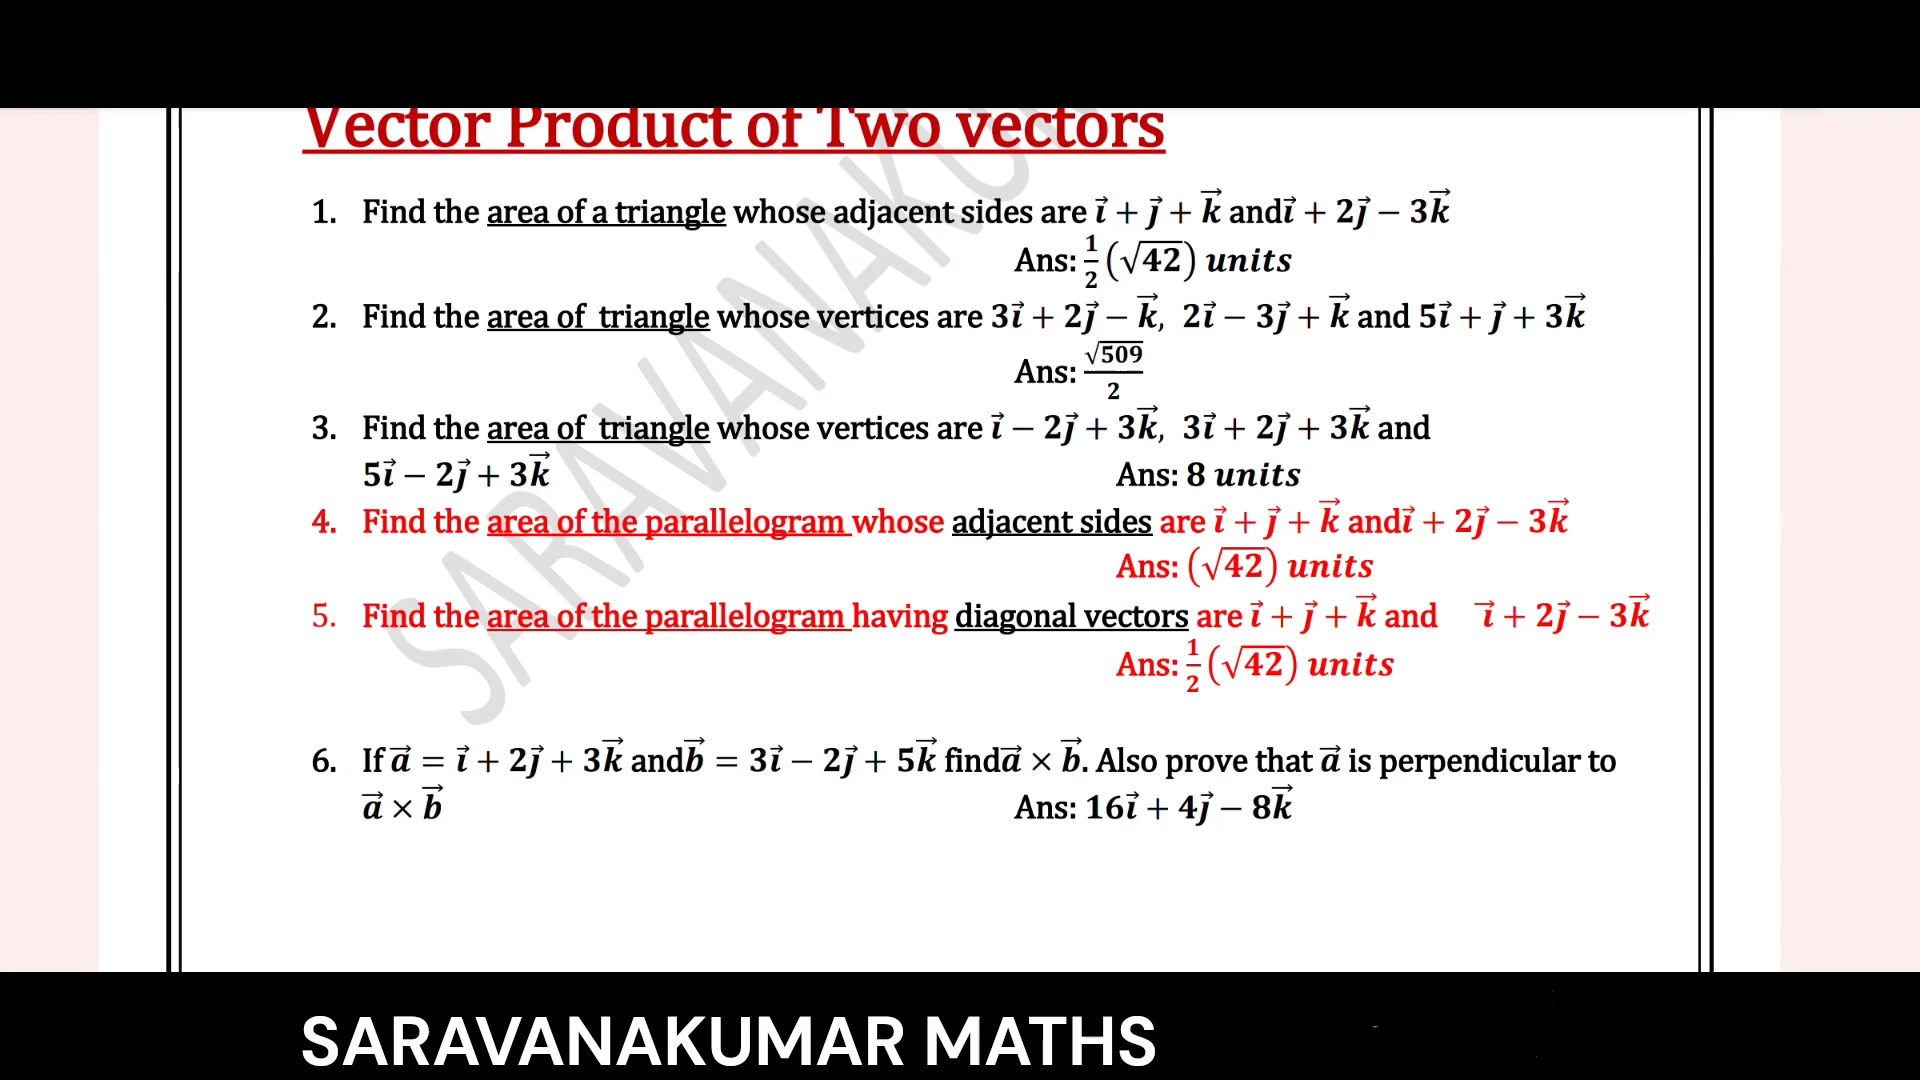 Vector Product of Two vectors
1. Find the area of a triangle whose adjacent sides are i⃗ + j⃗ + k⃗ andi⃗ + 2j⃗ − 3k⃗
Ans: 1/2 (√42) units
2. Find the area of triangle whose vertices are 3i⃗ + 2j⃗ − k⃗, 2i⃗ − 3j⃗ + k⃗ and 5i⃗ + j⃗ + 3k⃗
Ans: √509/2
3. Find the area of triangle whose vertices are i⃗ − 2j⃗ + 3k⃗, 3i⃗ + 2j⃗ + 3k⃗ and
5i⃗ − 2j⃗ + 3k⃗ Ans: 8 units
4. Find the area of the parallelogram whose adjacent sides are i⃗ + j⃗ + k⃗ andi⃗ + 2j⃗ − 3k⃗
Ans: (√42) units
5. Find the area of the parallelogram having diagonal vectors are i⃗ + j⃗ + k⃗ and i⃗ + 2j⃗ − 3k⃗
Ans: 1/2 (√42) units
6. If a⃗ = i⃗ + 2j⃗ + 3k⃗ andb⃗ = 3i⃗ − 2j⃗ + 5k⃗ finda⃗ × b⃗. Also prove that a⃗ is perpendicular to
a⃗ × b⃗ Ans: 16i⃗ + 4j⃗ − 8k⃗
SARAVANAKUMAR MATHS